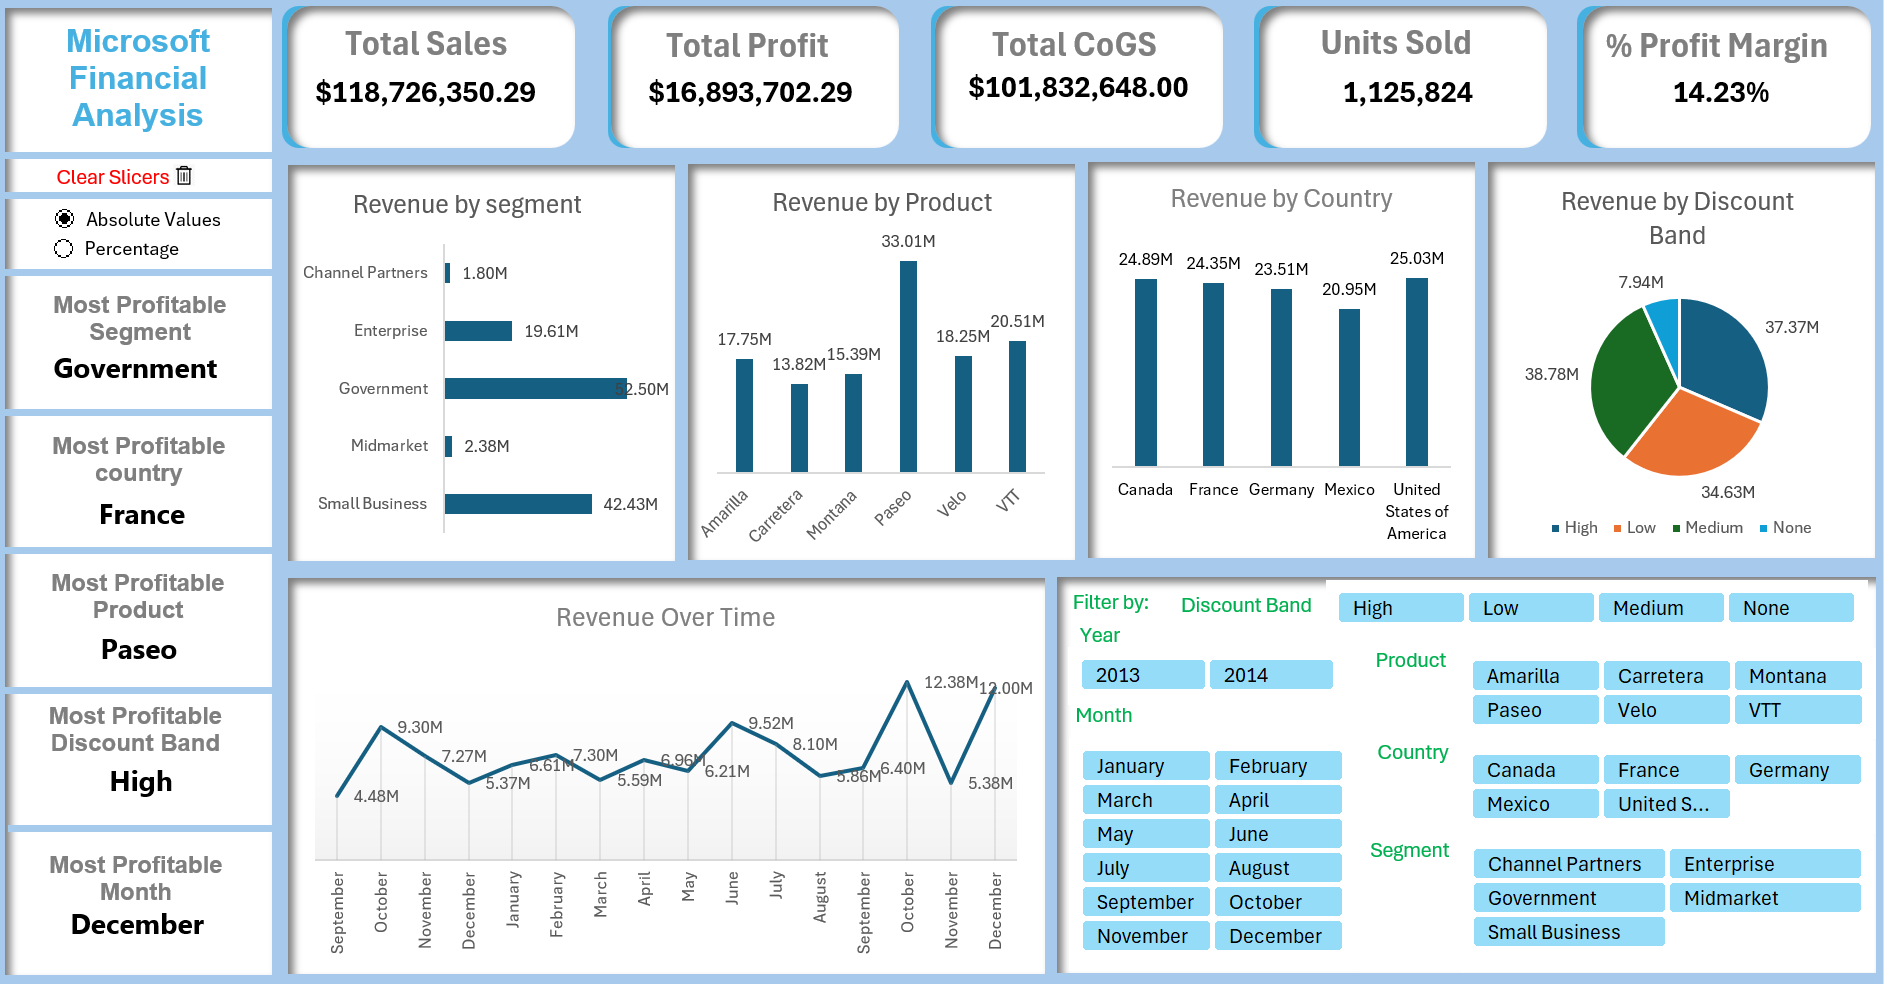 Microsoft
Financial
Analysis
Clear Slicers
Absolute Values
Percentage
Most Profitable
Segment
Government
Most Profitable
country
France
Most Profitable
Product
Paseo
Most Profitable
Discount Band
High
Most Profitable
Month
December
Total Sales
$118,726,350.29
Total Profit
$16,893,702.29
Total CoGS
$101,832,648.00
Units Sold
1,125,824
% Profit Margin
14.23%
Revenue by segment
Channel Partners 1.80M
Enterprise 19.61M
Government 52.50M
Midmarket 2.38M
Small Business 42.43M
Revenue by Product
33.01M
20.51M
17.75M 18.25M
13.82M 15.39M
Amarilla Carretera Montana Paseo Velo VTT
Revenue by Country
24.89M 24.35M 23.51M 20.95M 25.03M
Canada France Germany Mexico United
States of
America
Revenue by Discount
Band
7.94M
37.37M
38.78M
34.63M
High Low Medium None
Revenue Over Time
4.48M 9.30M 7.27M 5.37M 6.61M 7.30M 5.59M 6.96M 6.21M 9.52M 8.10M 5.86M 6.40M 12.38M 5.38M 12.00M
September October November December January February March April May June July August September October November December
Filter by: Discount Band
High Low Medium None
Year
2013 2014
Month
January February
March April
May June
July August
September October
November December
Product
Amarilla Carretera Montana
Paseo Velo VTT
Country
Canada France Germany
Mexico United S...
Segment
Channel Partners Enterprise
Government Midmarket
Small Business